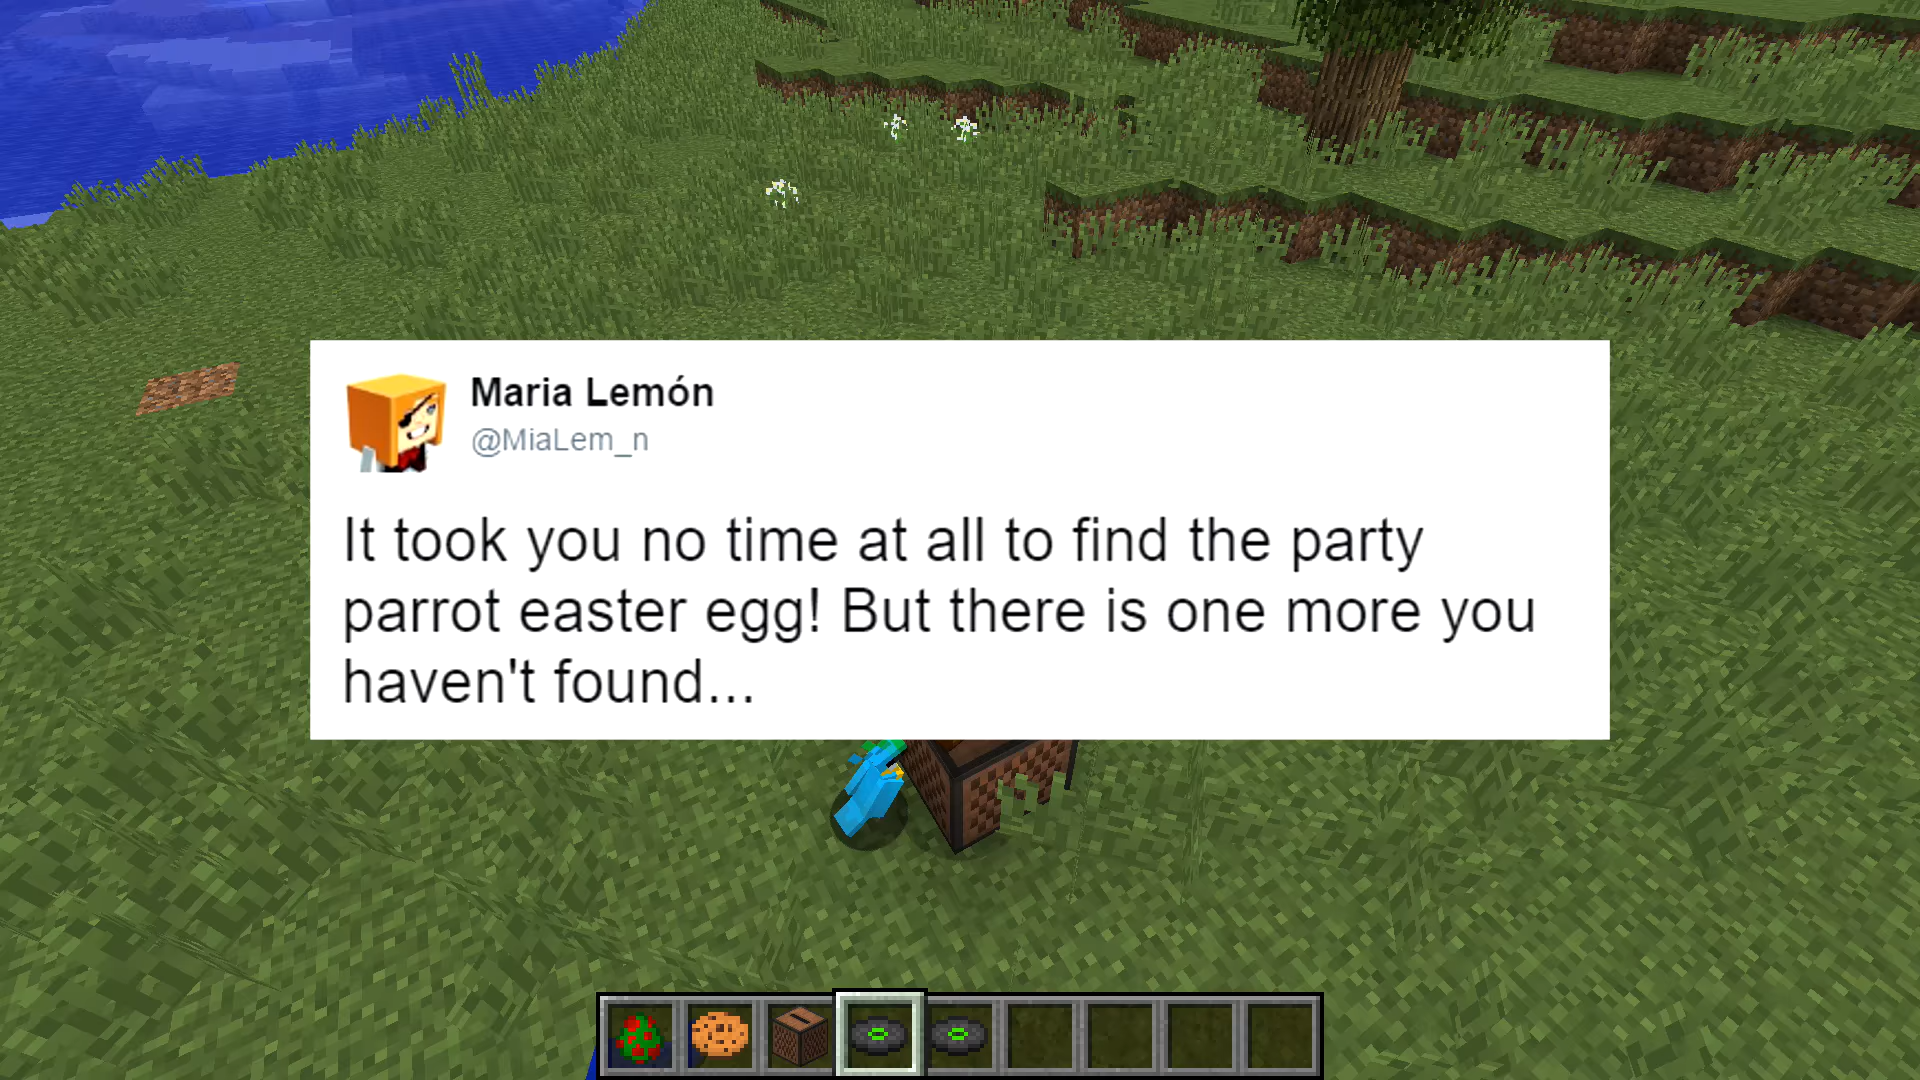 Maria Lemón
@MiaLem_n
It took you no time at all to find the party
parrot easter egg! But there is one more you
haven't found...